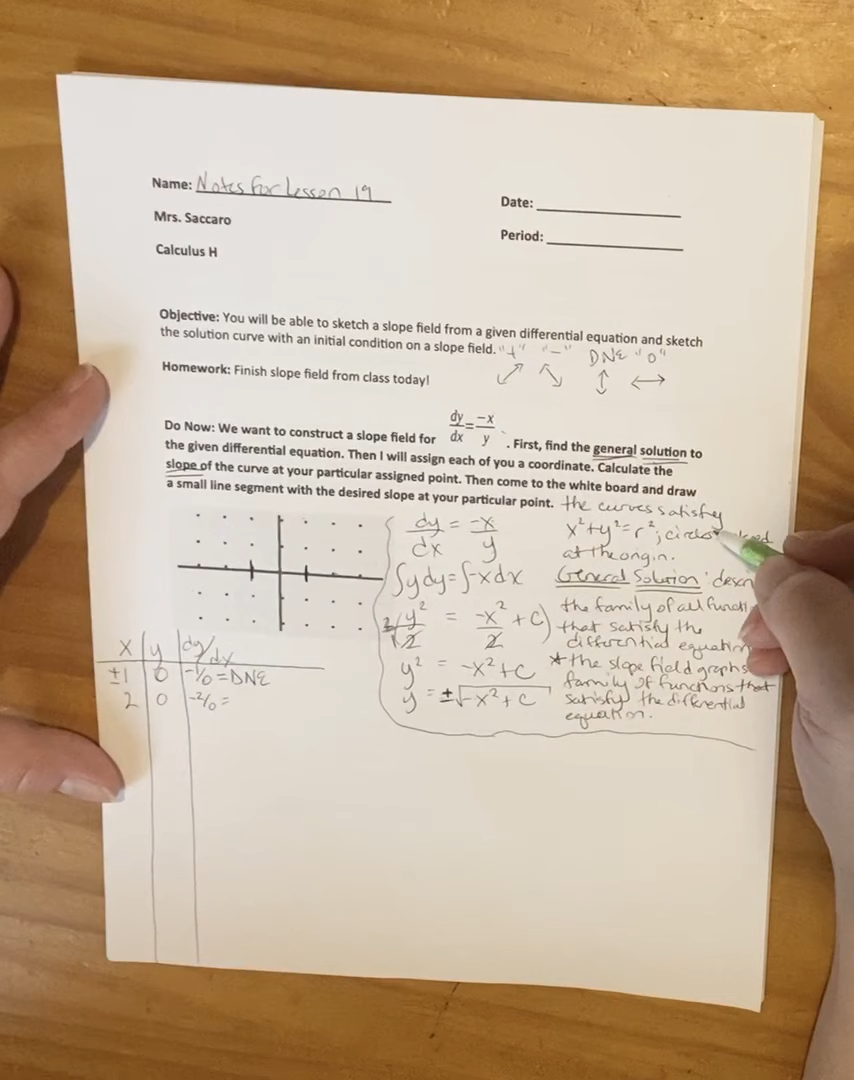 Name: Notes for Lesson 19
Date:
Mrs. Saccaro
Period:
Calculus H
Objective: You will be able to sketch a slope field from a given differential equation and sketch
the solution curve with an initial condition on a slope field. "+" "-" DNE "0"
Homework: Finish slope field from class today!
Do Now: We want to construct a slope field for dy/dx = -x/y . First, find the general solution to
the given differential equation. Then I will assign each of you a coordinate. Calculate the
slope of the curve at your particular assigned point. Then come to the white board and draw
a small line segment with the desired slope at your particular point.
dy/dx = -x/y
∫ydy = ∫-xdx
2(y²/2 = -x²/2 + C)
y² = -x² + C
y = ±√-x² + C
the curves satisfy
x²+y²=r²; circles
at the origin.
General Solution:
the family of all
that satisfy the
differential
* the slope field graphs
family of functions that
satisfy the differential
equation.
x y dy/dx
±1 0 -1/0 = DNE
2 0 -2/0 =